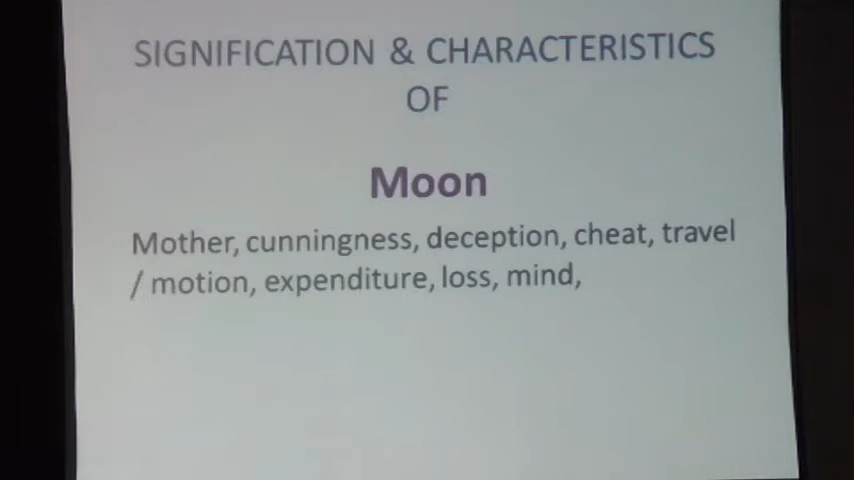 SIGNIFICATION & CHARACTERISTICS
OF
Moon
Mother, cunningness, deception, cheat, travel
/ motion, expenditure, loss, mind,